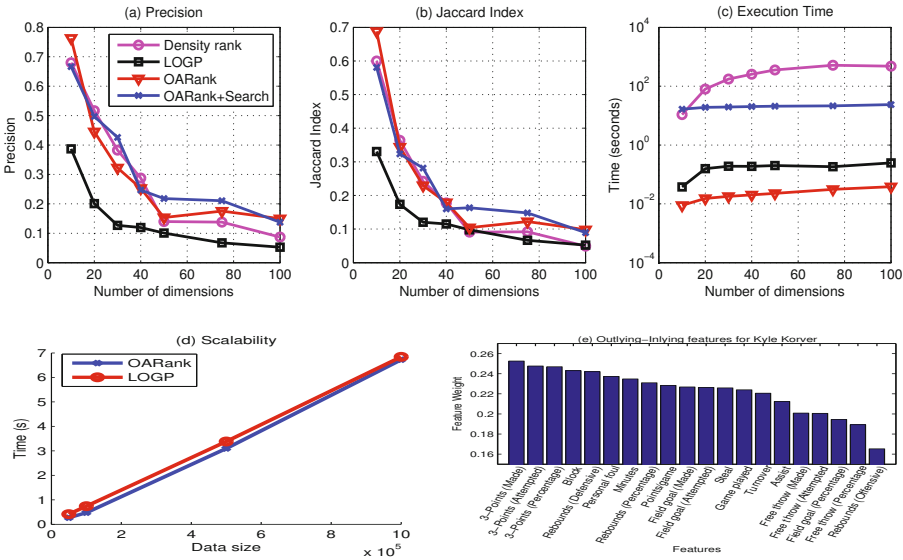 (a) Precision
0.8
0.7
0.6
0.5
0.4
0.3
0.2
0.1
0
Precision
Density rank
LOGP
OARank
OARank+Search
0 20 40 60 80 100
Number of dimensions
(b) Jaccard Index
0.7
0.6
0.5
0.4
0.3
0.2
0.1
0
Jaccard Index
0 20 40 60 80 100
Number of dimensions
(c) Execution Time
10^4
10^2
10^0
10^−2
10^−4
Time (seconds)
0 20 40 60 80 100
Number of dimensions
(d) Scalability
7
6
5
4
3
2
1
0
Time (s)
OARank
LOGP
0 2 4 6 8 10
Data size
x 10^5
(e) Outlying−Inlying features for Kyle Korver
0.26
0.24
0.22
0.2
0.18
0.16
Feature Weight
3−Points (Made)
3−Points (Attempted)
3−Points (Percentage)
Block
Rebounds (Defensive)
Personal foul
Minutes
Rebounds (Percentage)
Points/game
Field goal (Made)
Field goal (Attempted)
Steal
Game played
Turnover
Assist
Free throw (Made)
Free throw (Attempted)
Field goal (Percentage)
Free throw (Percentage
Rebounds (Offensive)
Features